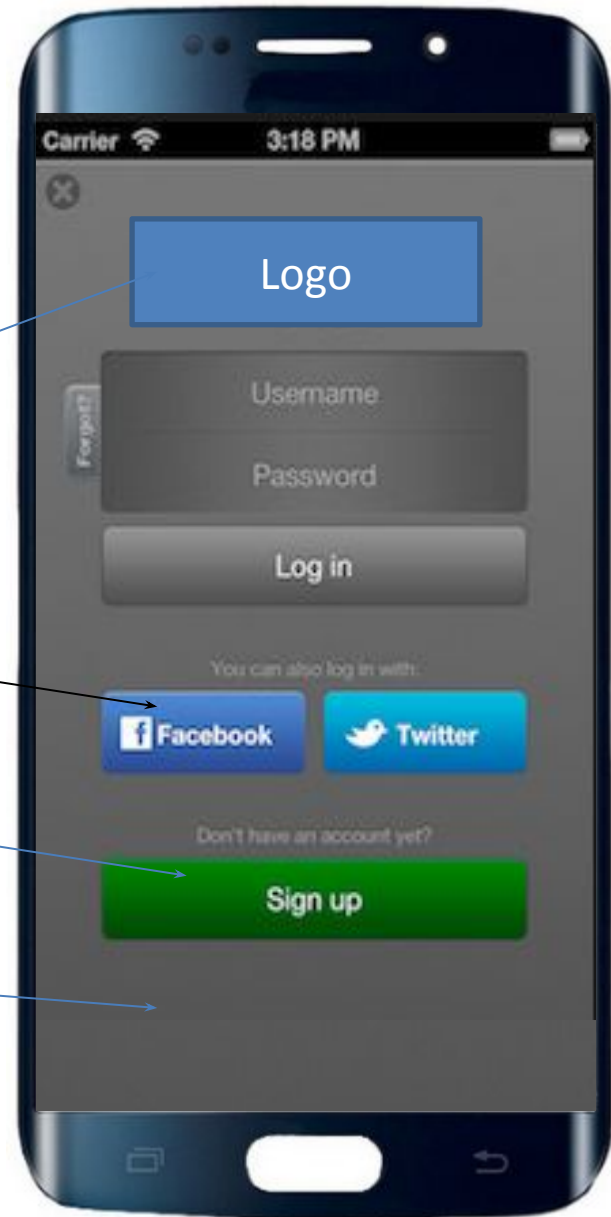 Carrier 3:18 PM
Logo
Username
Forgot?
Password
Log in
You can also log in with:
Facebook Twitter
Don't have an account yet?
Sign up